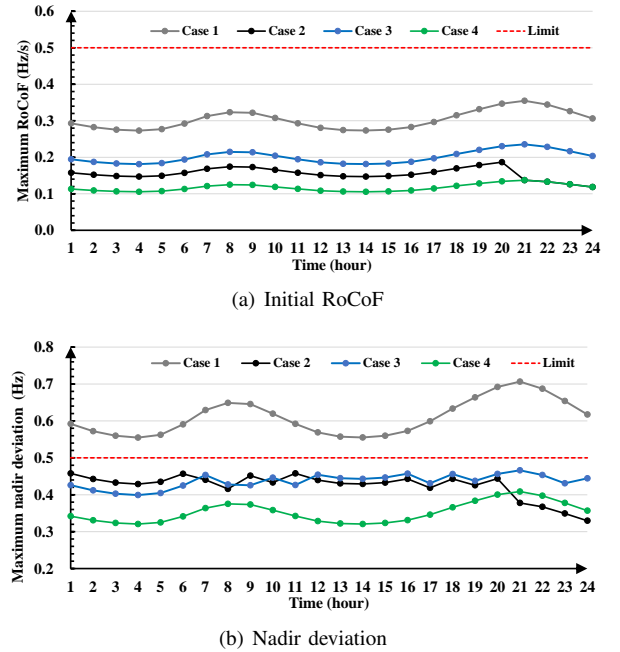 Case 1 Case 2 Case 3 Case 4 Limit
Maximum RoCoF (Hz/s)
0.6
0.5
0.4
0.3
0.2
0.1
0.0
1 2 3 4 5 6 7 8 9 10 11 12 13 14 15 16 17 18 19 20 21 22 23 24
Time (hour)
(a) Initial RoCoF
Case 1 Case 2 Case 3 Case 4 Limit
Maximum nadir deviation (Hz)
0.8
0.7
0.6
0.5
0.4
0.3
0.2
1 2 3 4 5 6 7 8 9 10 11 12 13 14 15 16 17 18 19 20 21 22 23 24
Time (hour)
(b) Nadir deviation